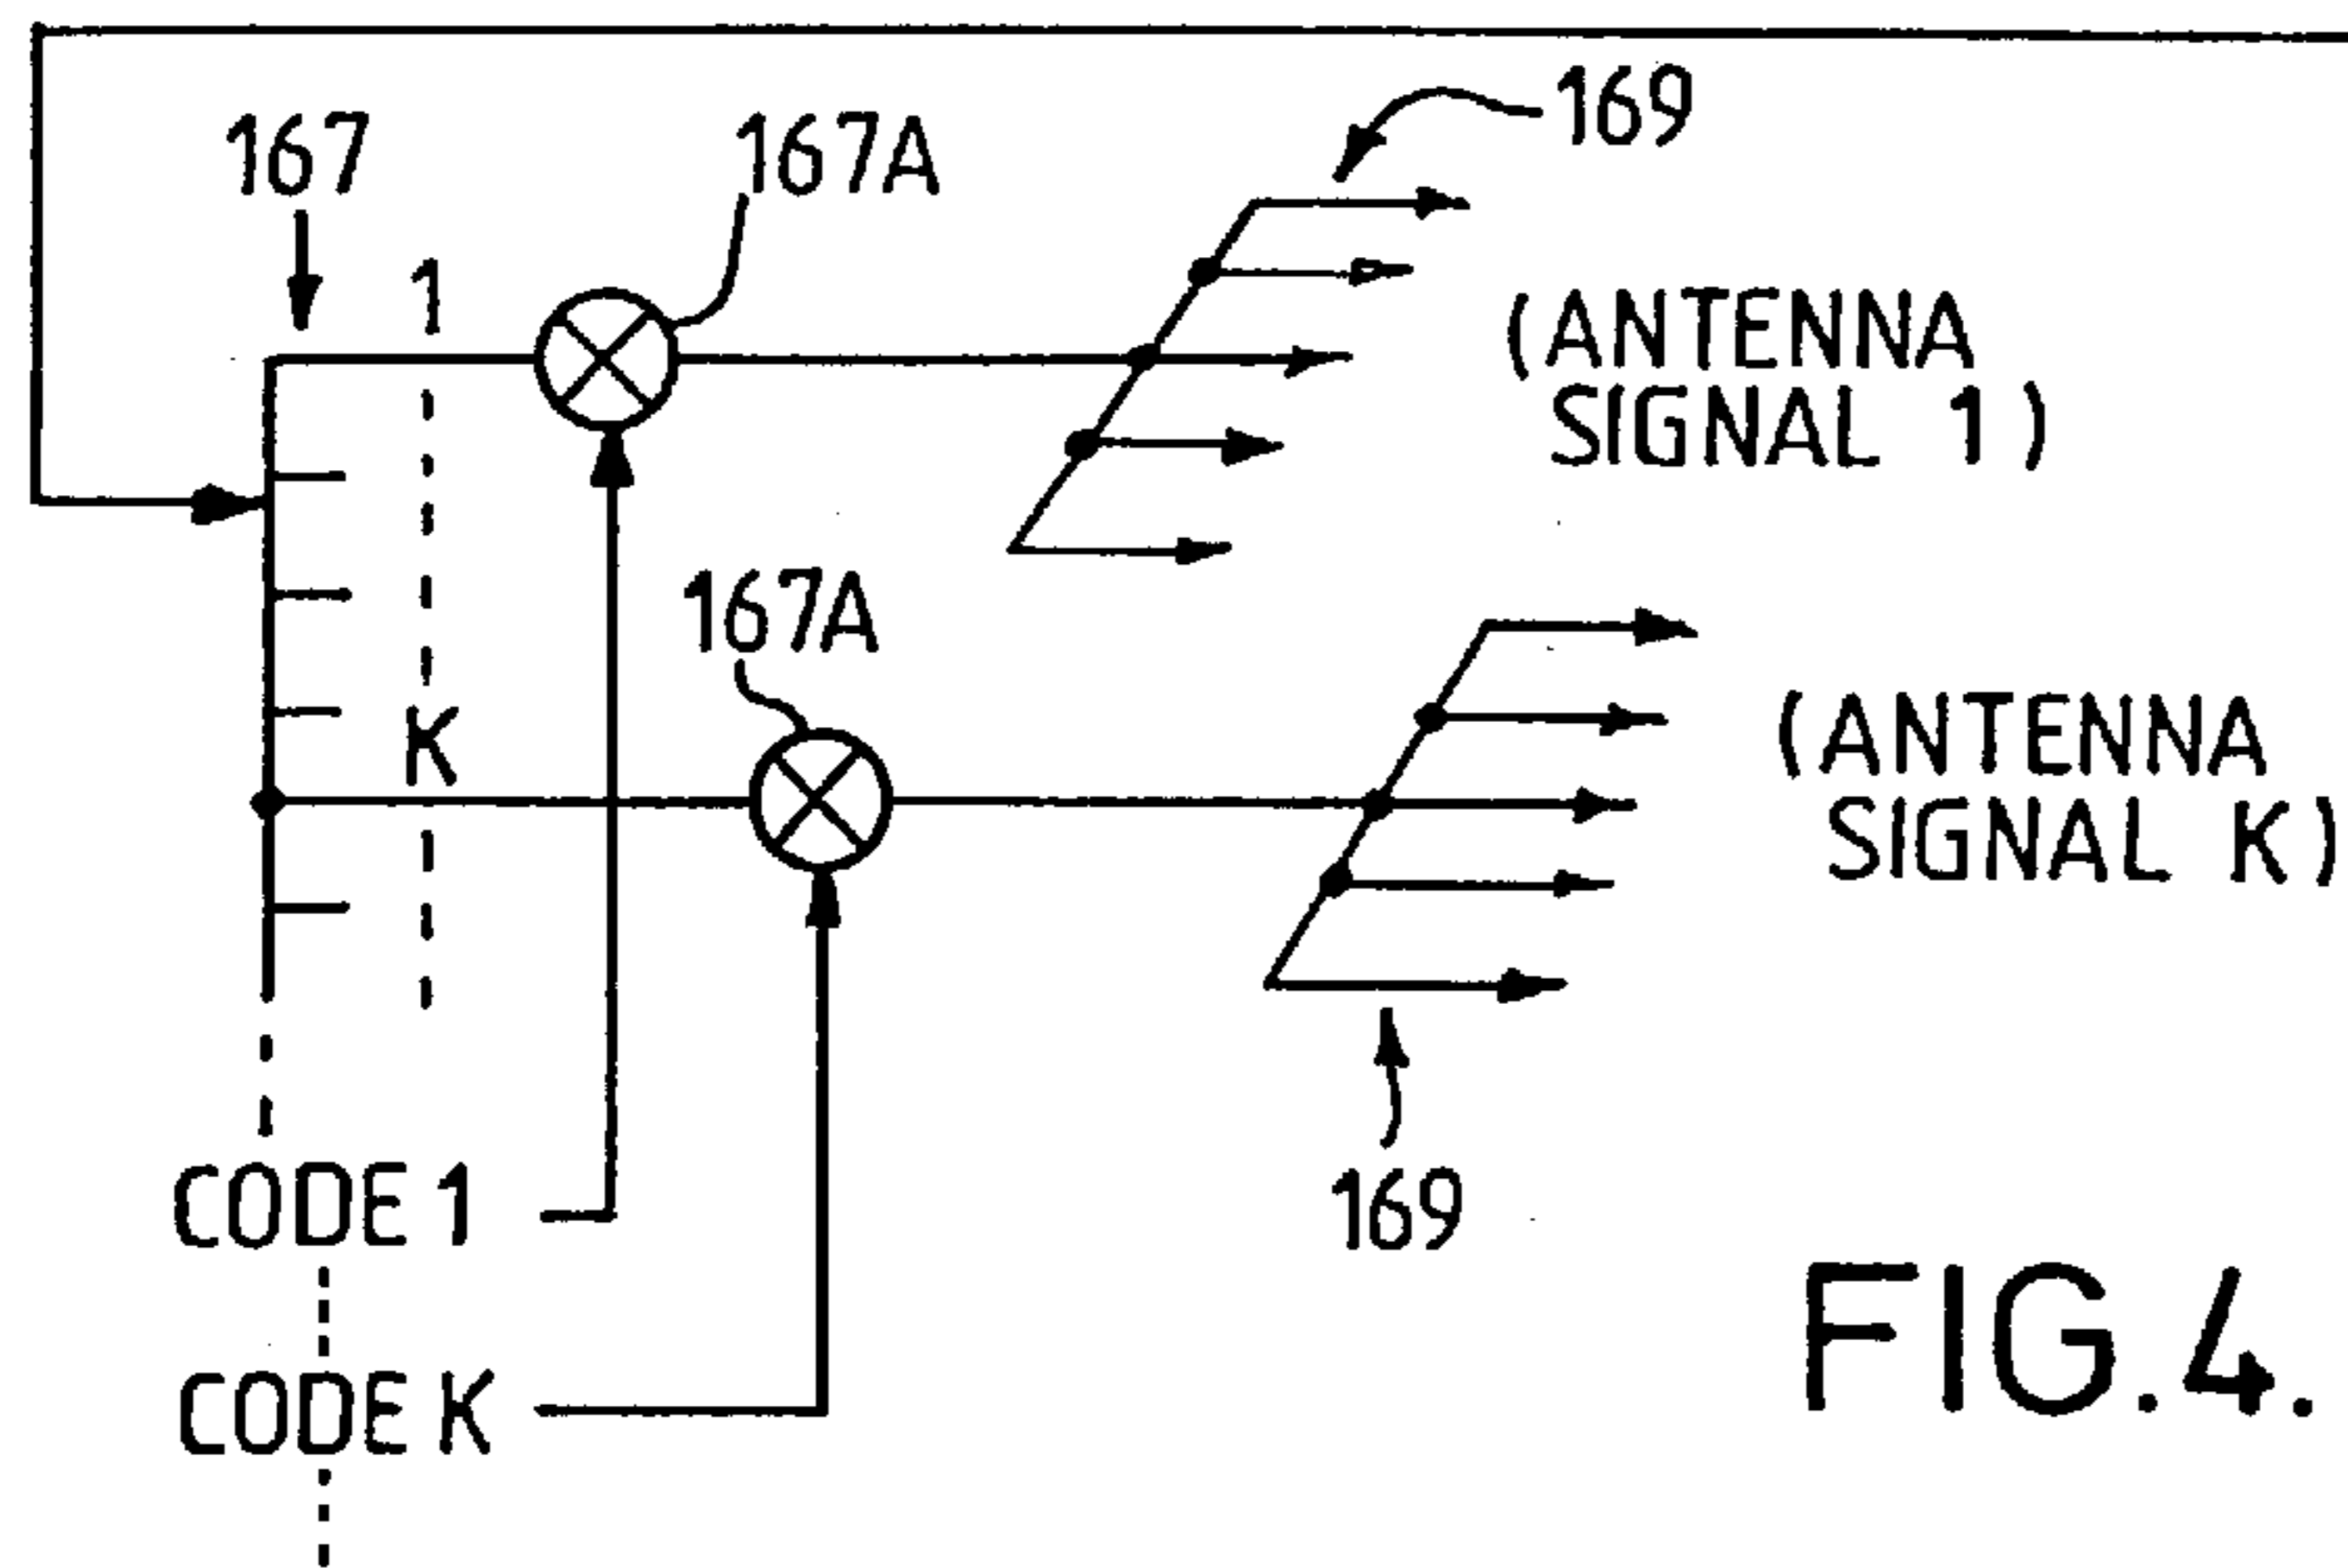 169
167
167A
1
(ANTENNA
SIGNAL 1)
167A
K
(ANTENNA
SIGNAL K)
CODE 1
169
CODE K
FIG.4.